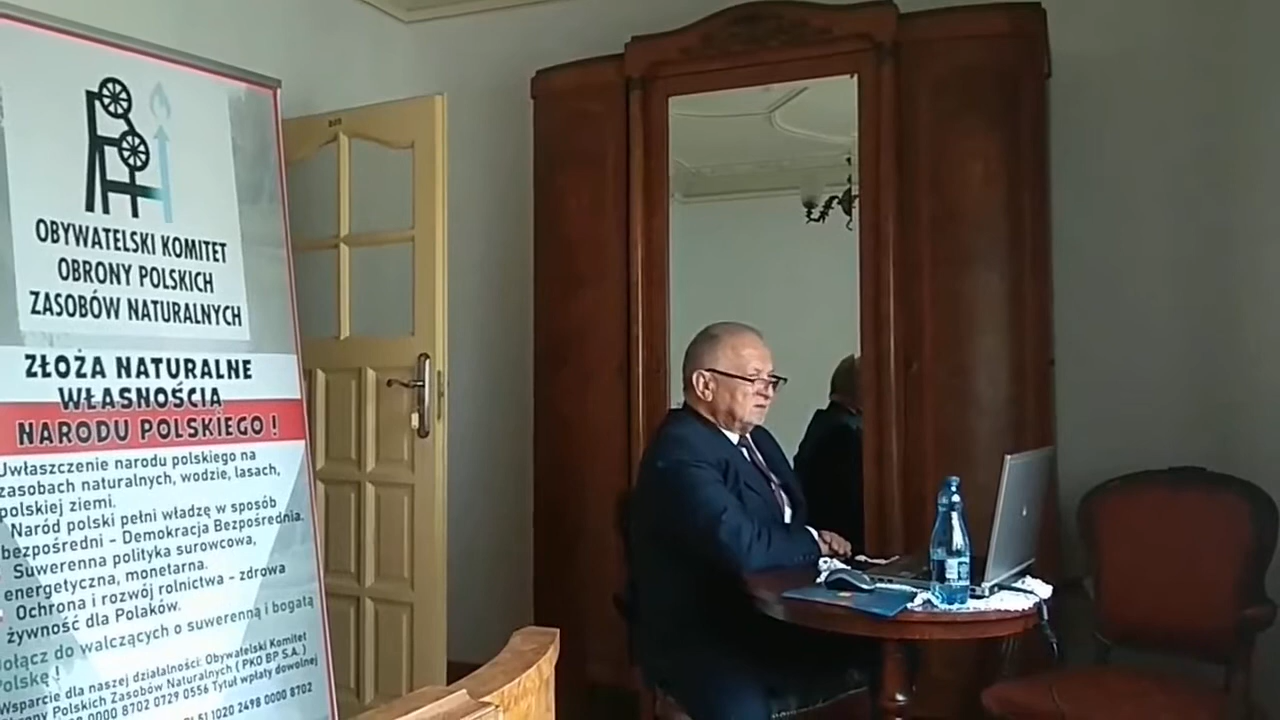 OBYWATELSKI KOMITET
OBRONY POLSKICH
ZASOBÓW NATURALNYCH
ZŁOŻA NATURALNE
WŁASNOŚCIĄ
NARODU POLSKIEGO !
Uwłaszczenie narodu polskiego na
zasobach naturalnych, wodzie, lasach,
polskiej ziemi.
Naród polski pełni władzę w sposób
bezpośredni – Demokracja Bezpośrednia.
Suwerenna polityka surowcowa,
energetyczna, monetarna.
Ochrona i rozwój rolnictwa – zdrowa
żywność dla Polaków.
do walczących o suwerenną i bogatą
Polskę !
Wsparcie dla naszej działalności: Obywatelski Komitet
Obrony Polskich Zasobów Naturalnych ( PKO BP S.A. )
0000 8702 0729 0556 Tytuł wpłaty dowolnej
51 1020 2498 0000 8702